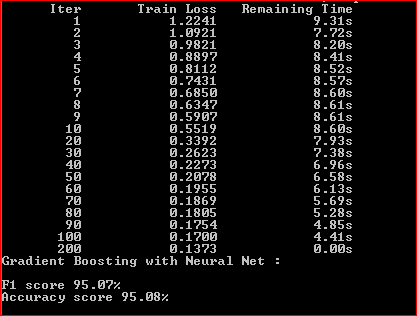 Iter Train Loss Remaining Time
1 1.2241 9.31s
2 1.0921 7.72s
3 0.9821 8.20s
4 0.8897 8.41s
5 0.8112 8.52s
6 0.7431 8.57s
7 0.6850 8.60s
8 0.6347 8.61s
9 0.5907 8.61s
10 0.5519 8.60s
20 0.3392 7.93s
30 0.2623 7.38s
40 0.2273 6.96s
50 0.2078 6.58s
60 0.1955 6.13s
70 0.1869 5.69s
80 0.1805 5.28s
90 0.1754 4.85s
100 0.1700 4.41s
200 0.1373 0.00s
Gradient Boosting with Neural Net :
F1 score 95.07%
Accuracy score 95.08%